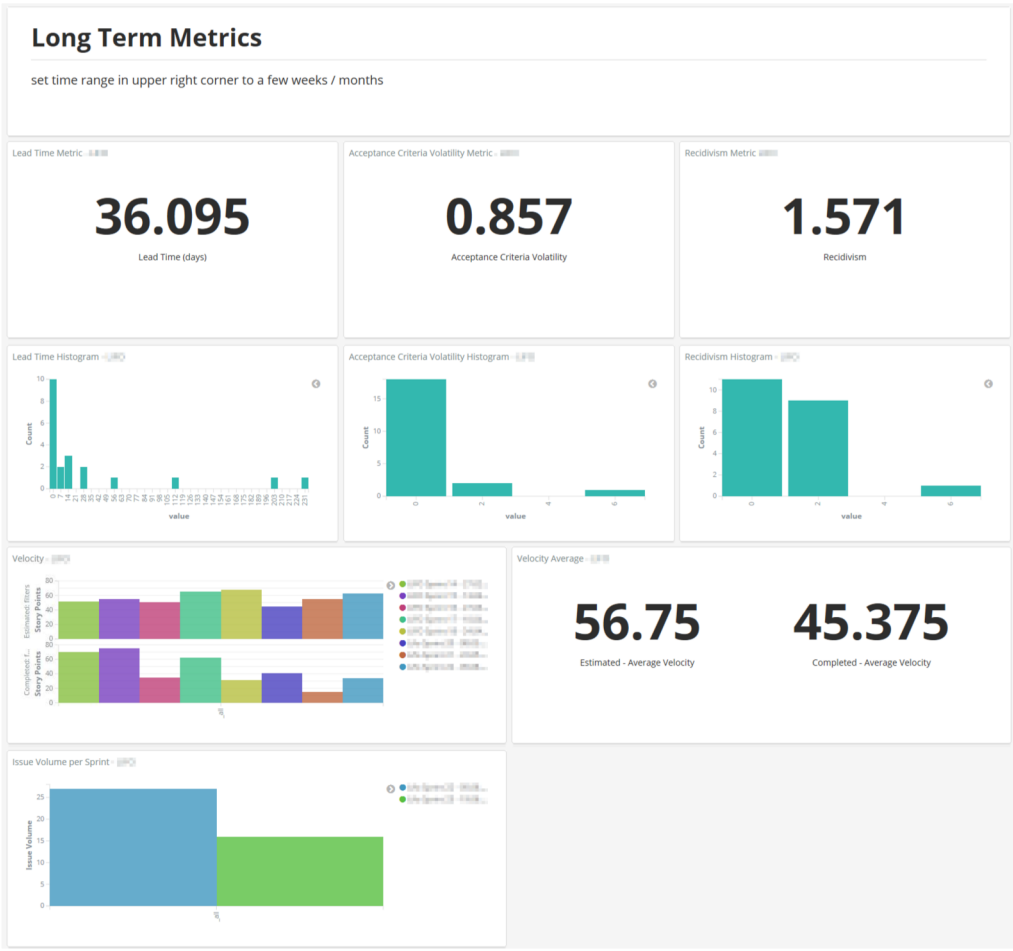 Long Term Metrics
set time range in upper right corner to a few weeks / months
Lead Time Metric -
Acceptance Criteria Volatility Metric -
Recidivism Metric
36.095
0.857
1.571
Lead Time (days)
Acceptance Criteria Volatility
Recidivism
Lead Time Histogram -
Acceptance Criteria Volatility Histogram -
Recidivism Histogram -
10
8
6
4
2
0
Count
0 7 14 21 28 35 42 49 56 63 70 77 84 91 98 105 112 119 126 133 140 147 154 161 168 175 182 189 196 203 210 217 224 231
value
15
10
5
0
Count
0 2 4 6
value
10
8
6
4
2
0
Count
0 2 4 6
value
Velocity -
Velocity Average -
80
60
40
20
0
Estimated: filters
Story Points
80
60
40
20
0
Completed: f...
Story Points
_all
56.75
45.375
Estimated - Average Velocity
Completed - Average Velocity
Issue Volume per Sprint -
25
20
15
10
5
0
Issue Volume
_all